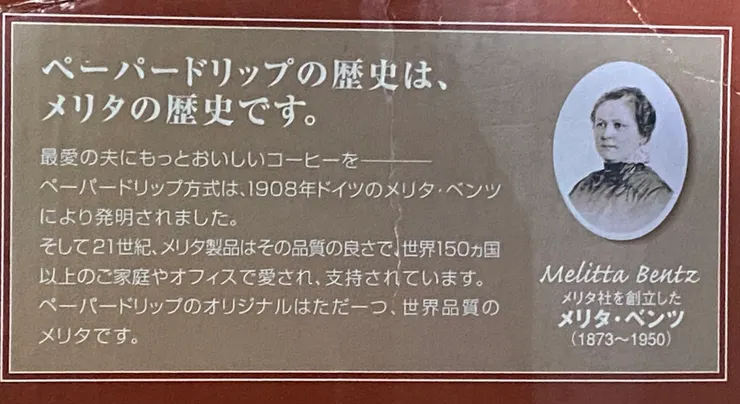 ペーパードリップの歴史は、
メリタの歴史です。
最愛の夫にもっとおいしいコーヒーを————
ペーパードリップ方式は、1908年ドイツのメリタ・ベンツ
により発明されました。
そして21世紀、メリタ製品はその品質の良さで、世界150ヵ国
以上のご家庭やオフィスで愛され、支持されています。
ペーパードリップのオリジナルはただ一つ、世界品質の
メリタです。
Melitta Bentz
メリタ社を創立した
メリタ・ベンツ
(1873〜1950)